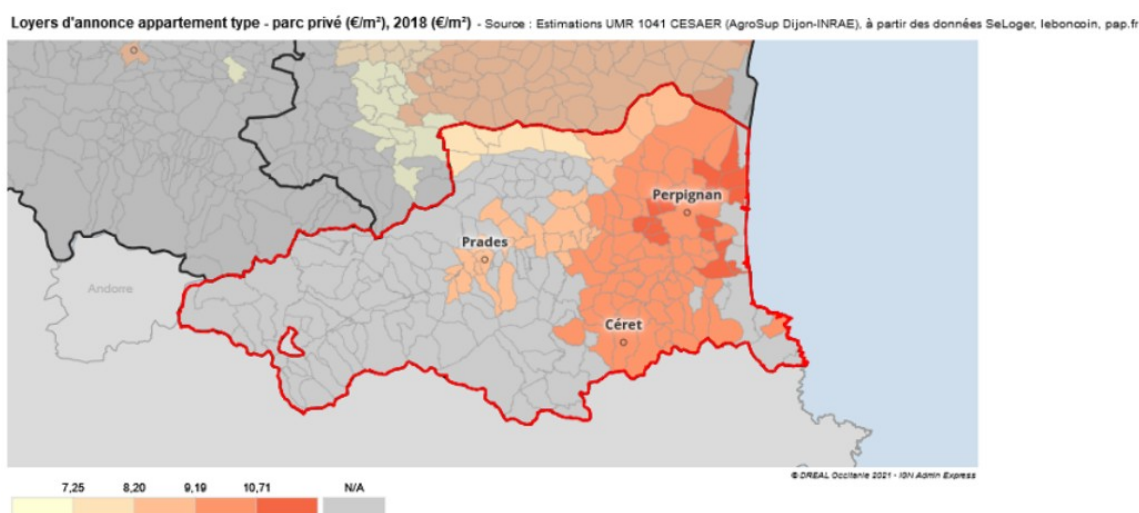 Loyers d'annonce appartement type - parc privé (€/m²), 2018 (€/m²) - Source : Estimations UMR 1041 CESAER (AgroSup Dijon-INRAE), à partir des données SeLoger, leboncoin, pap.fr
Perpignan
Prades
Andorre
Céret
© DREAL Occitanie 2021 - IGN Admin Express
7,25 8,20 9,19 10,71 N/A